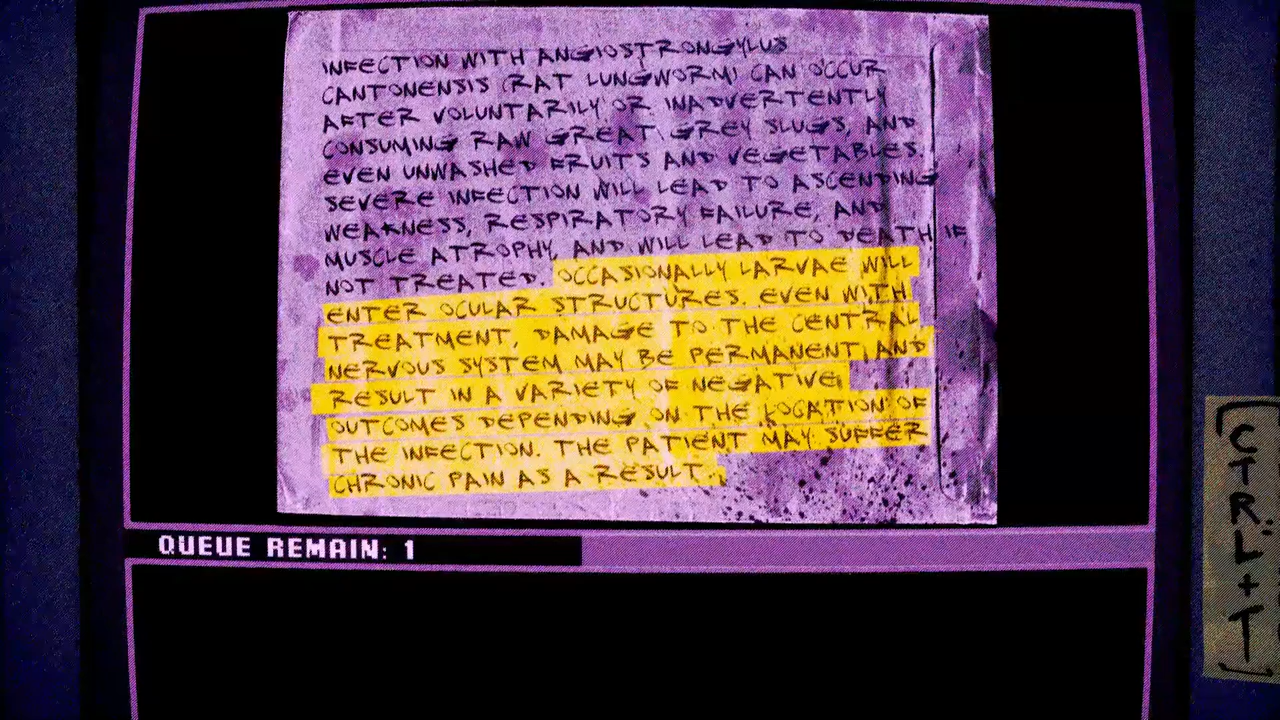 INFECTION WITH ANGIOSTRONGYLUS
CANTONENSIS (RAT LUNGWORM) CAN OCCUR
AFTER VOLUNTARILY OR INADVERTENTLY
CONSUMING RAW GREAT GREY SLUGS, AND
EVEN UNWASHED FRUITS AND VEGETABLES.
SEVERE INFECTION WILL LEAD TO ASCENDING
WEAKNESS, RESPIRATORY FAILURE, AND
MUSCLE ATROPHY, AND WILL LEAD TO DEATH IF
NOT TREATED. OCCASIONALLY LARVAE WILL
ENTER OCULAR STRUCTURES. EVEN WITH
TREATMENT, DAMAGE TO THE CENTRAL
NERVOUS SYSTEM MAY BE PERMANENT AND
RESULT IN A VARIETY OF NEGATIVE
OUTCOMES DEPENDING ON THE LOCATION OF
THE INFECTION. THE PATIENT MAY SUFFER
CHRONIC PAIN AS A RESULT.
QUEUE REMAIN: 1
[CTRL+T]